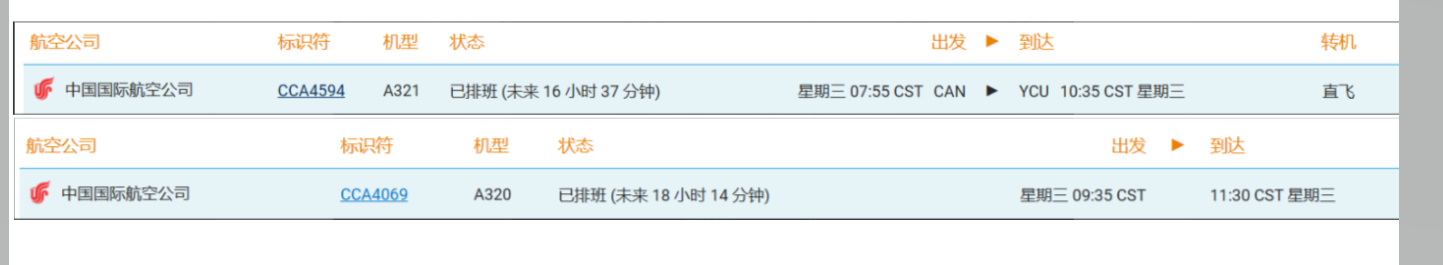 航空公司 标识符 机型 状态 出发 ► 到达 转机
中国国际航空公司 CCA4594 A321 已排班 (未来 16 小时 37 分钟) 星期三 07:55 CST CAN ► YCU 10:35 CST 星期三 直飞
航空公司 标识符 机型 状态 出发 ► 到达
中国国际航空公司 CCA4069 A320 已排班 (未来 18 小时 14 分钟) 星期三 09:35 CST 11:30 CST 星期三